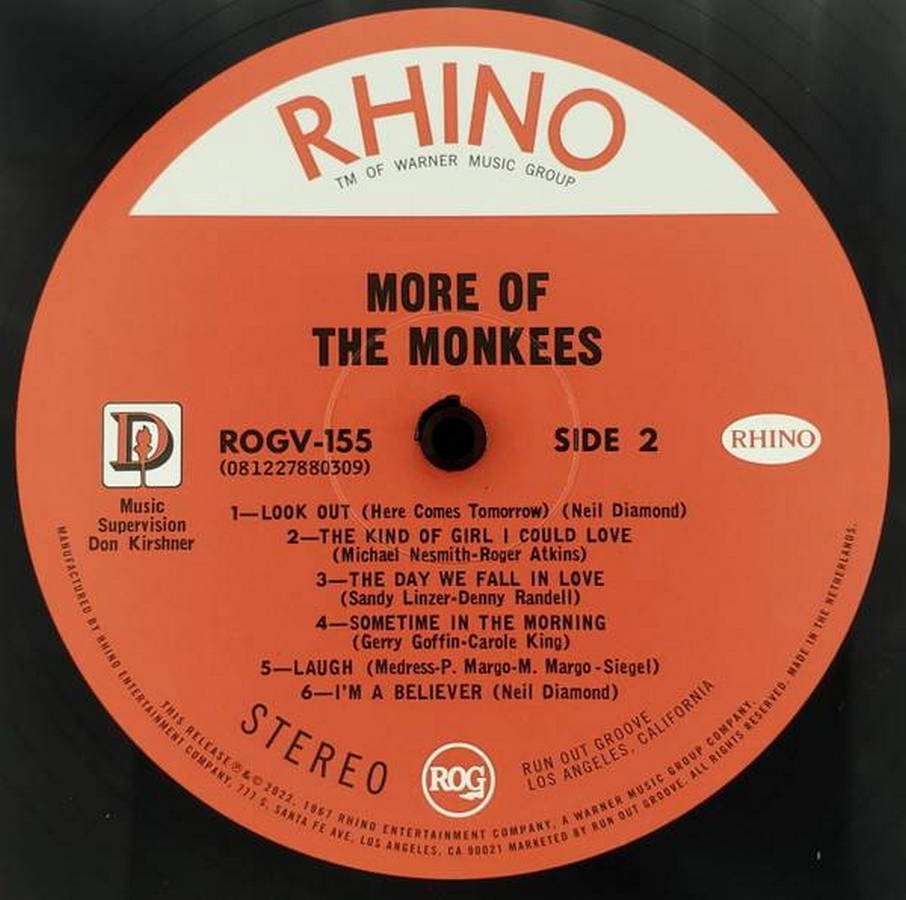 RHINO
TM OF WARNER MUSIC GROUP
MORE OF
THE MONKEES
D
Music
Supervision
Don Kirshner
ROGV-155
(081227880309)
SIDE 2
RHINO
1—LOOK OUT (Here Comes Tomorrow) (Neil Diamond)
2—THE KIND OF GIRL I COULD LOVE
(Michael Nesmith-Roger Atkins)
3—THE DAY WE FALL IN LOVE
(Sandy Linzer-Denny Randell)
4—SOMETIME IN THE MORNING
(Gerry Goffin-Carole King)
5—LAUGH (Medress-P. Margo-M. Margo-Siegel)
6—I'M A BELIEVER (Neil Diamond)
STEREO
ROG
RUN OUT GROOVE
LOS ANGELES, CALIFORNIA
THIS RELEASE ℗&© 2022, 1967 RHINO ENTERTAINMENT COMPANY, A WARNER MUSIC GROUP COMPANY.
MANUFACTURED BY RHINO ENTERTAINMENT COMPANY, 777 S. SANTA FE AVE, LOS ANGELES, CA 90021 MARKETED BY RUN OUT GROOVE. ALL RIGHTS RESERVED. MADE IN THE NETHERLANDS.